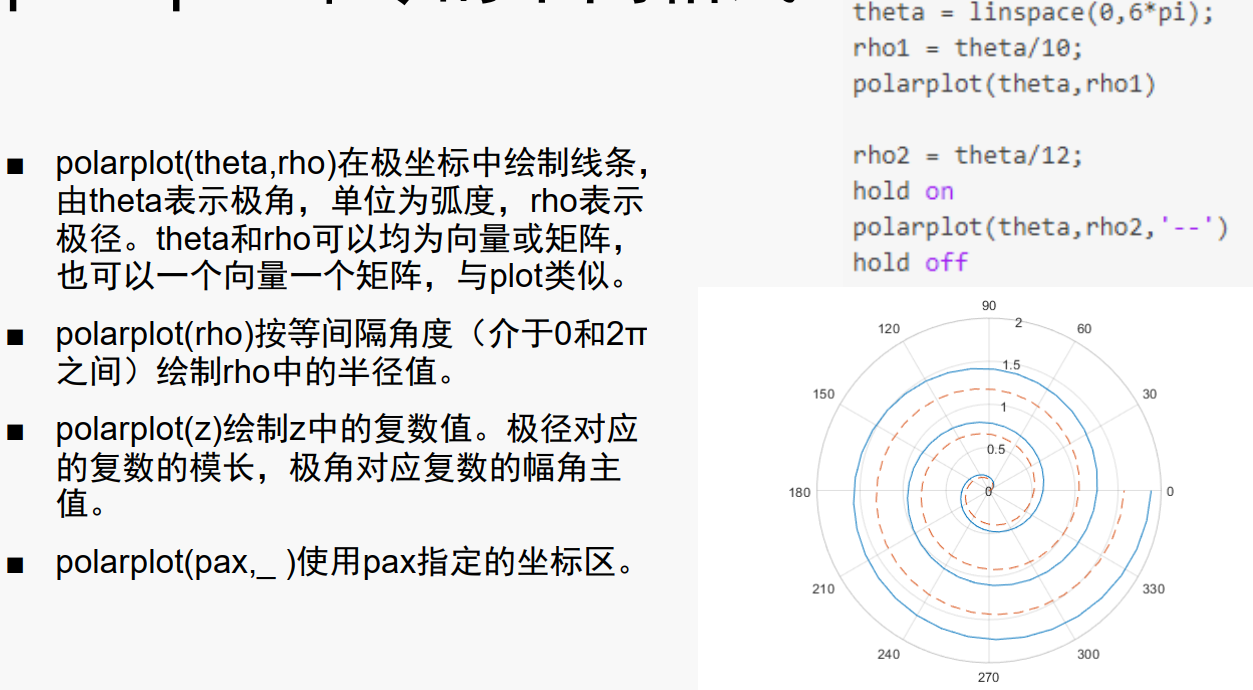 theta = linspace(0,6*pi);
rho1 = theta/10;
polarplot(theta,rho1)
rho2 = theta/12;
hold on
polarplot(theta,rho2,'--')
hold off
■ polarplot(theta,rho)在极坐标中绘制线条，
由theta表示极角，单位为弧度，rho表示
极径。theta和rho可以均为向量或矩阵，
也可以一个向量一个矩阵，与plot类似。
■ polarplot(rho)按等间隔角度（介于0和2π
之间）绘制rho中的半径值。
■ polarplot(z)绘制z中的复数值。极径对应
的复数的模长，极角对应复数的幅角主
值。
■ polarplot(pax,_ )使用pax指定的坐标区。
90
120
2
60
1.5
150
1
30
0.5
180
0
0
210
330
240
300
270